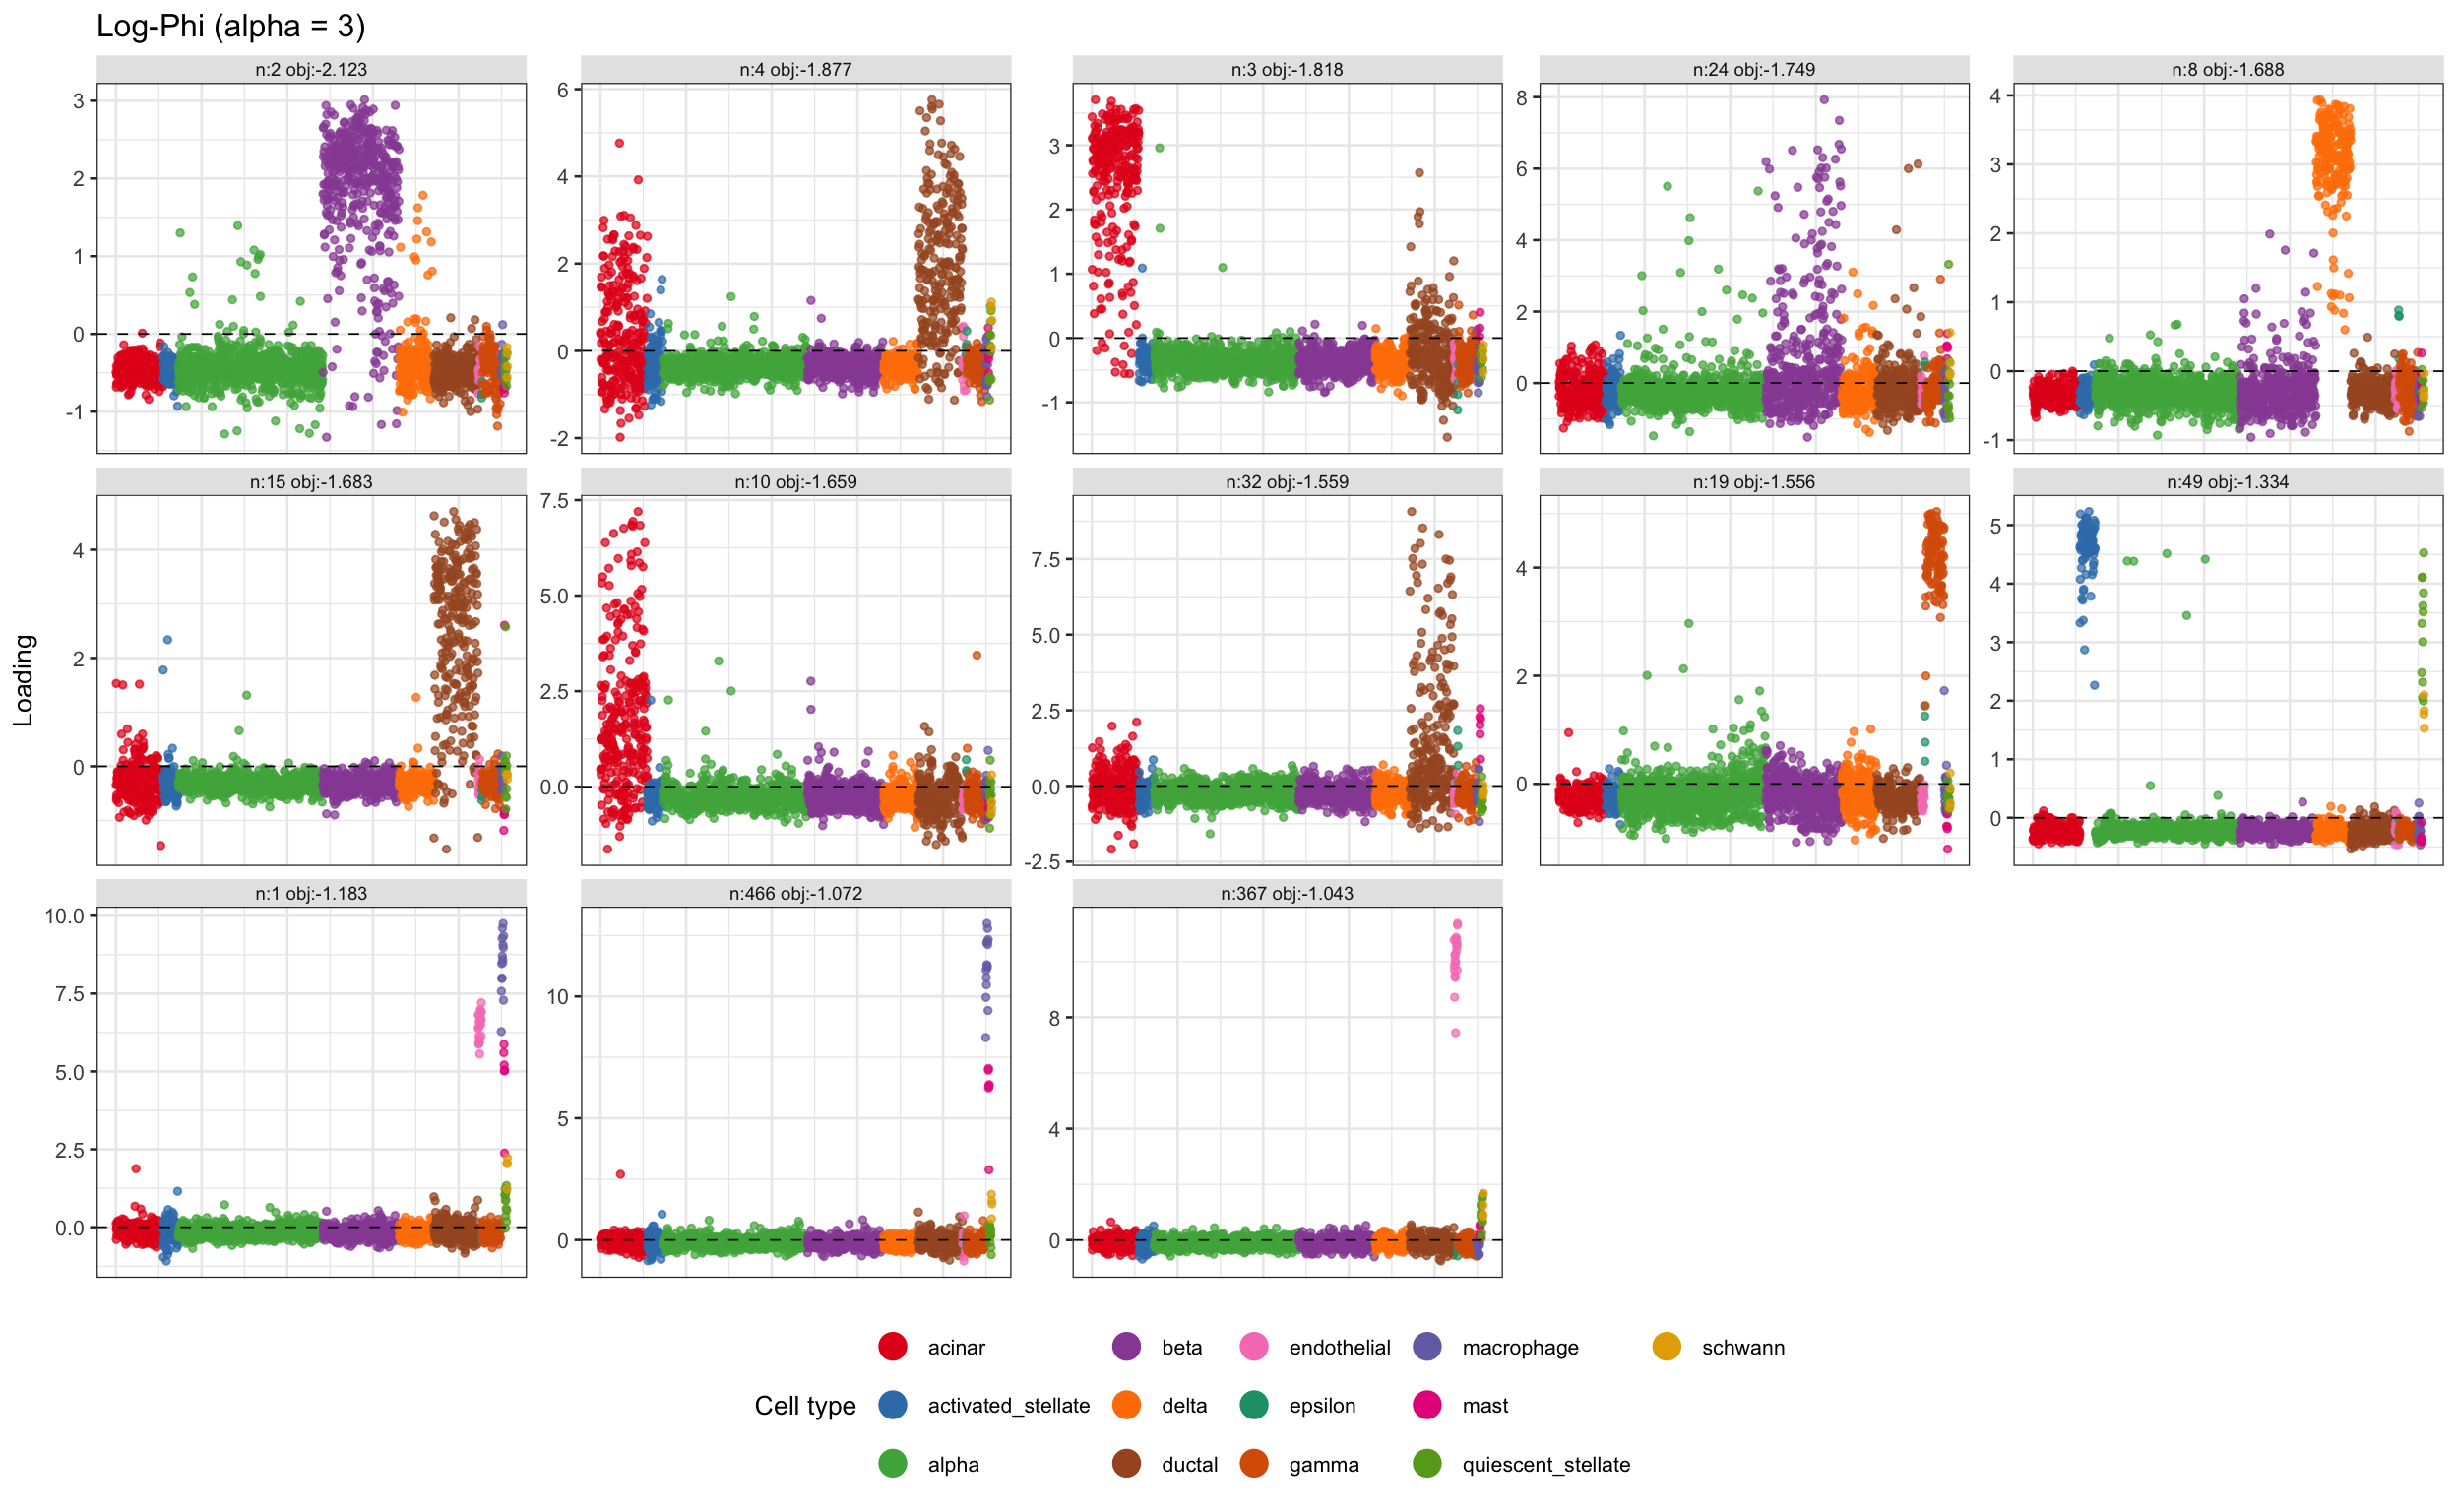 Log-Phi (alpha = 3)
n:2 obj:-2.123
n:4 obj:-1.877
n:3 obj:-1.818
n:24 obj:-1.749
n:8 obj:-1.688
3
2
1
0
-1
6
4
2
0
-2
3
2
1
0
-1
8
6
4
2
0
4
3
2
1
0
-1
n:15 obj:-1.683
n:10 obj:-1.659
n:32 obj:-1.559
n:19 obj:-1.556
n:49 obj:-1.334
4
2
0
7.5
5.0
2.5
0.0
7.5
5.0
2.5
0.0
-2.5
4
2
0
5
4
3
2
1
0
Loading
n:1 obj:-1.183
n:466 obj:-1.072
n:367 obj:-1.043
10.0
7.5
5.0
2.5
0.0
10
5
0
8
4
0
Cell type
acinar
activated_stellate
alpha
beta
delta
ductal
endothelial
epsilon
gamma
macrophage
mast
quiescent_stellate
schwann